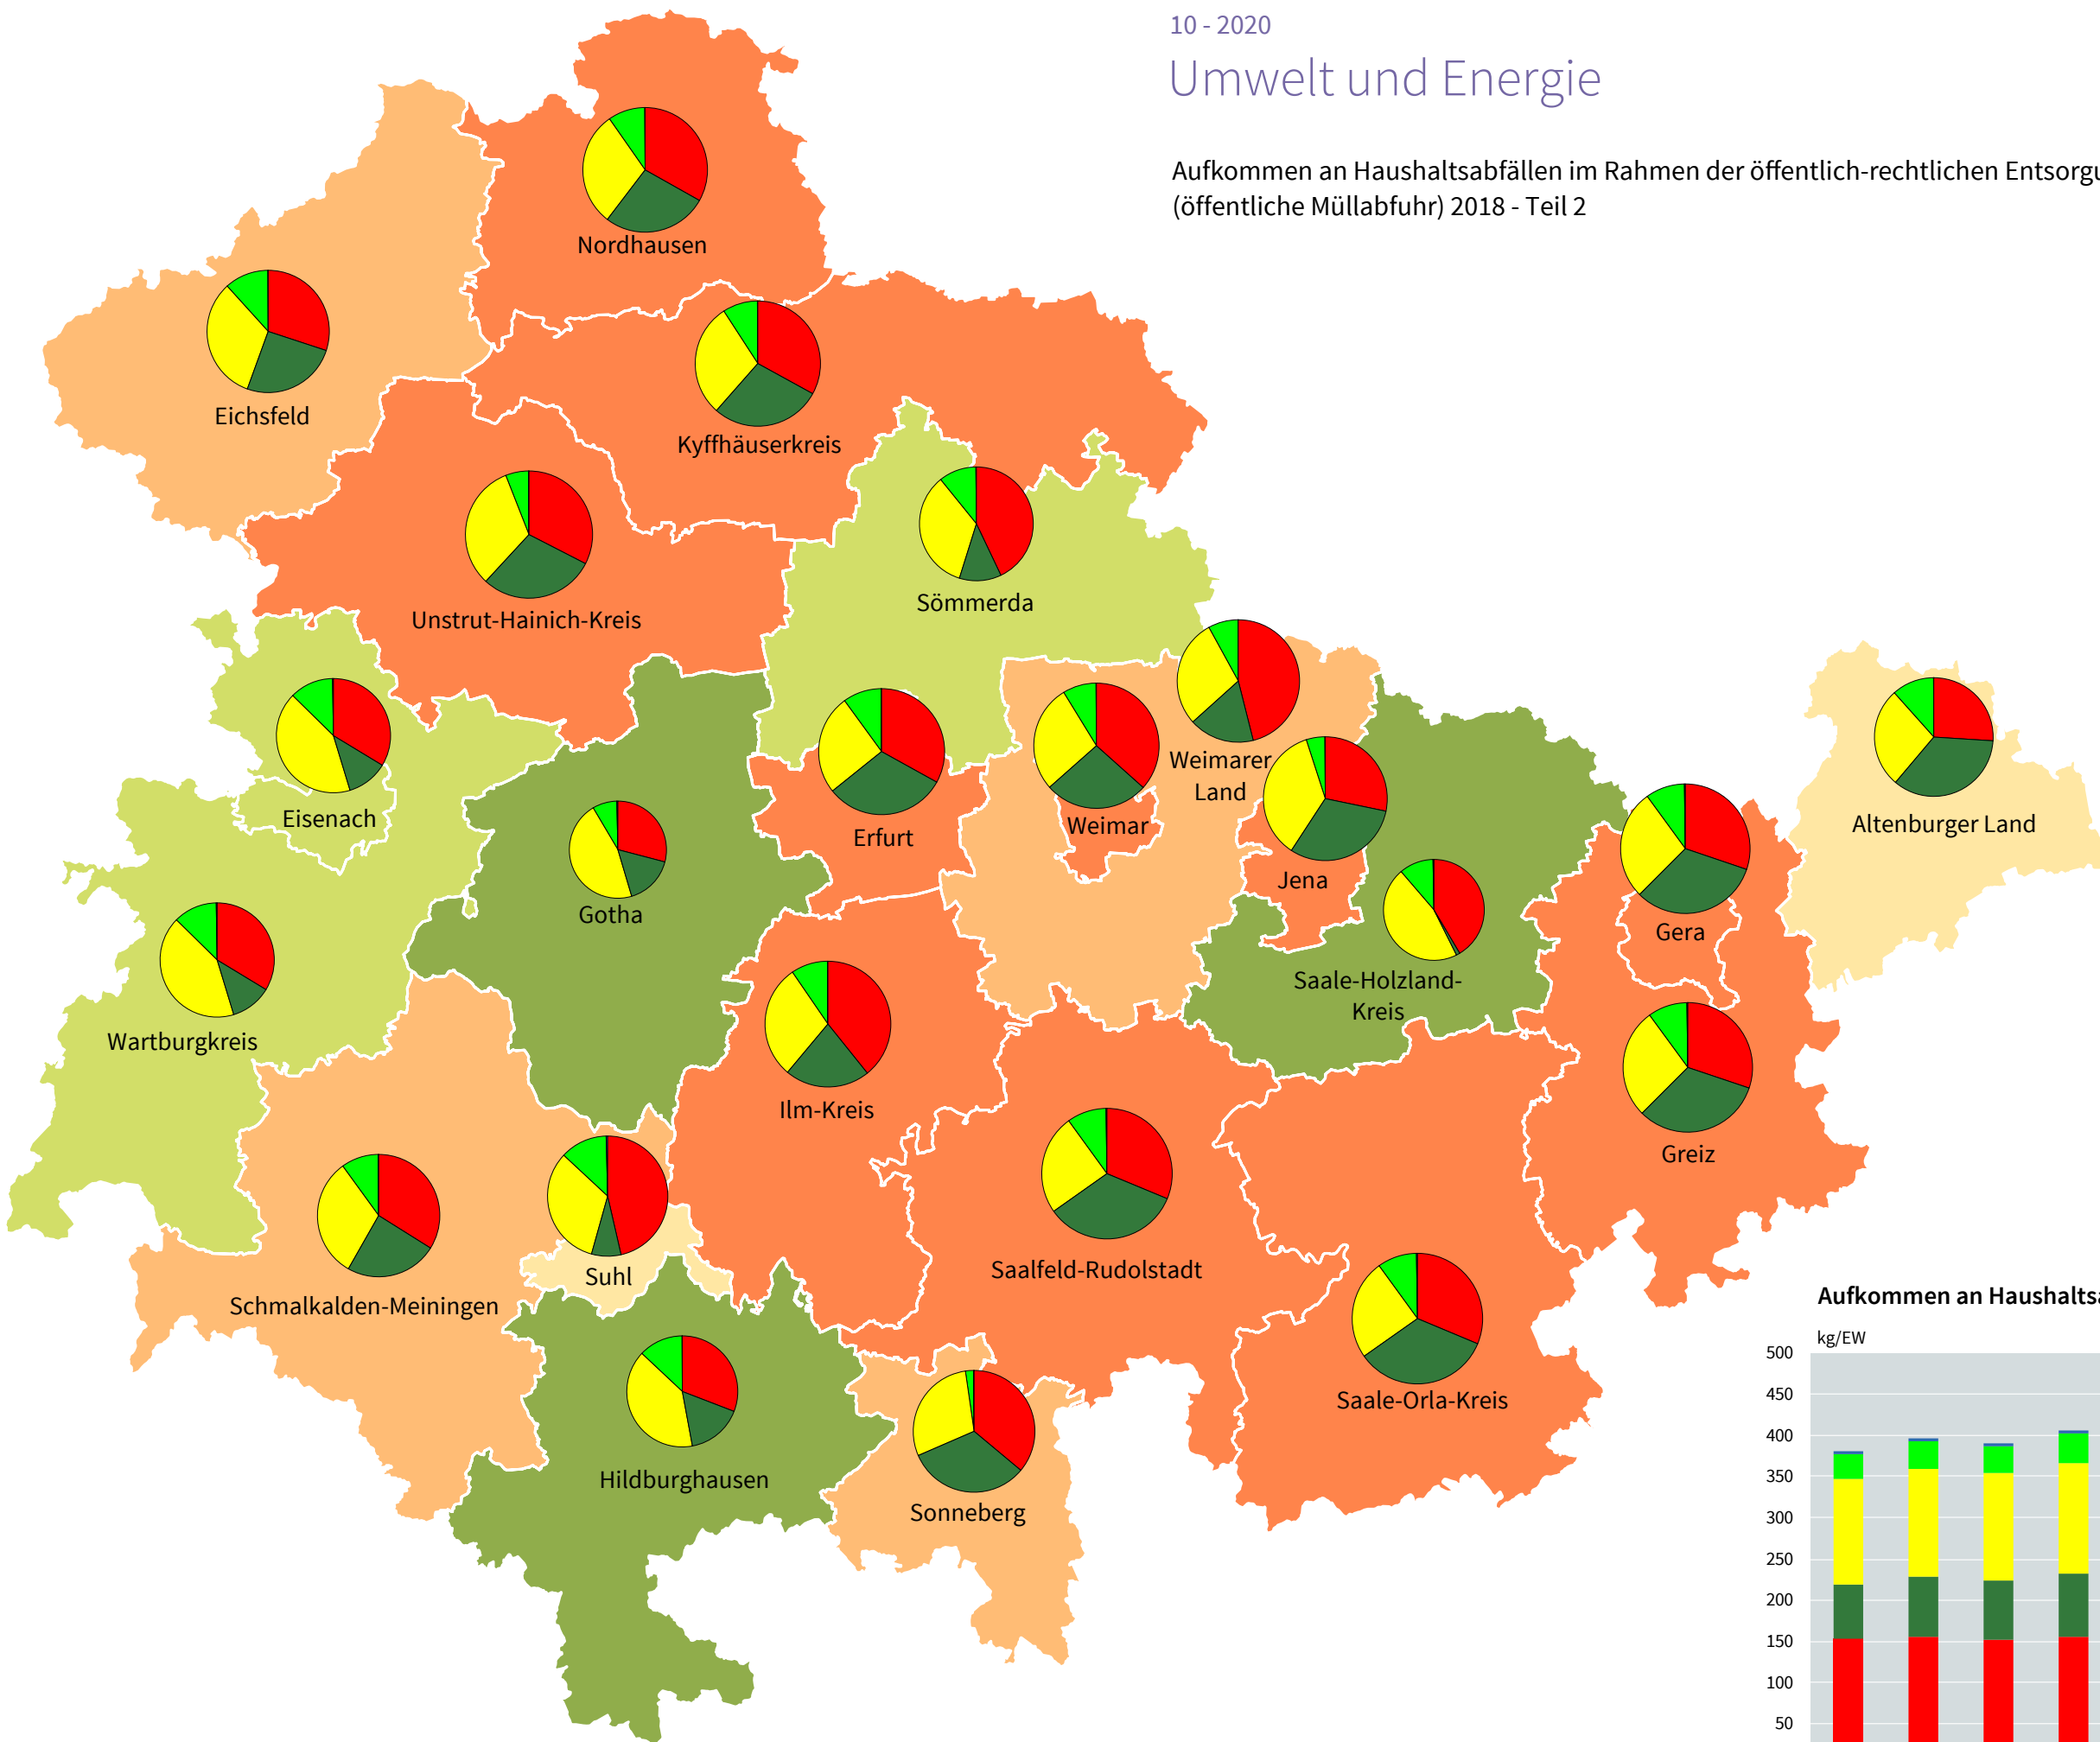 10 - 2020
Umwelt und Energie
Aufkommen an Haushaltsabfällen im Rahmen der öffentlich-rechtlichen
(öffentliche Müllabfuhr) 2018 - Teil 2
Nordhausen
Eichsfeld
Kyffhäuserkreis
Sömmerda
Unstrut-Hainich-Kreis
Weimarer
Land
Eisenach
Erfurt
Weimar
Altenburger Land
Jena
Gotha
Gera
Saale-Holzland-
Kreis
Wartburgkreis
Ilm-Kreis
Greiz
Saalfeld-Rudolstadt
Suhl
Schmalkalden-Meiningen
Saale-Orla-Kreis
Hildburghausen
Sonneberg
Aufkommen an
kg/EW
500
450
400
350
300
250
200
150
100
50